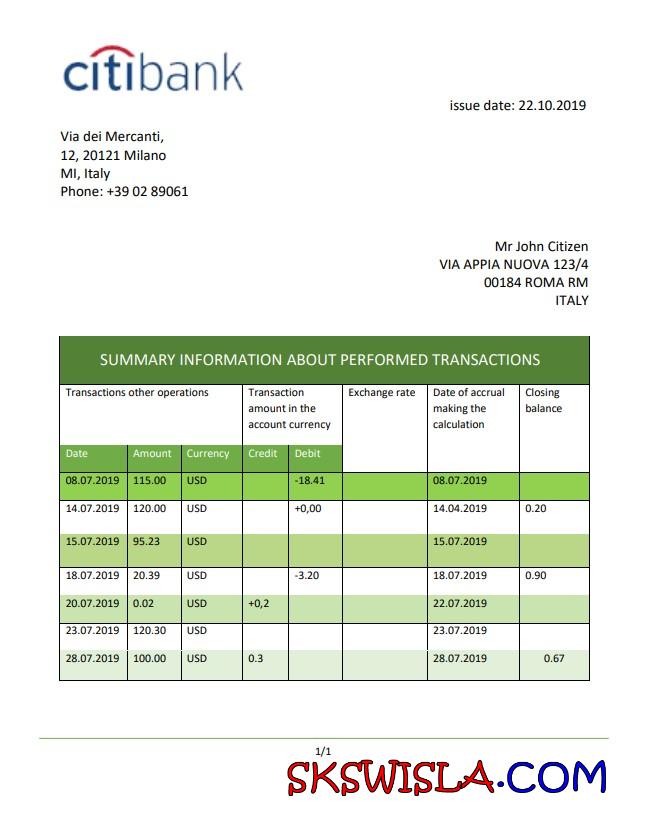 citibank
issue date: 22.10.2019
Via dei Mercanti,
12, 20121 Milano
MI, Italy
Phone: +39 02 89061
Mr John Citizen
VIA APPIA NUOVA 123/4
00184 ROMA RM
ITALY
SUMMARY INFORMATION ABOUT PERFORMED TRANSACTIONS
Transactions other operations Transaction amount in the account currency Exchange rate Date of accrual making the calculation Closing balance
Date Amount Currency Credit Debit
08.07.2019 115.00 USD -18.41 08.07.2019
14.07.2019 120.00 USD +0,00 14.04.2019 0.20
15.07.2019 95.23 USD 15.07.2019
18.07.2019 20.39 USD -3.20 18.07.2019 0.90
20.07.2019 0.02 USD +0,2 22.07.2019
23.07.2019 120.30 USD 23.07.2019
28.07.2019 100.00 USD 0.3 28.07.2019 0.67
1/1
SKSWISLA.COM